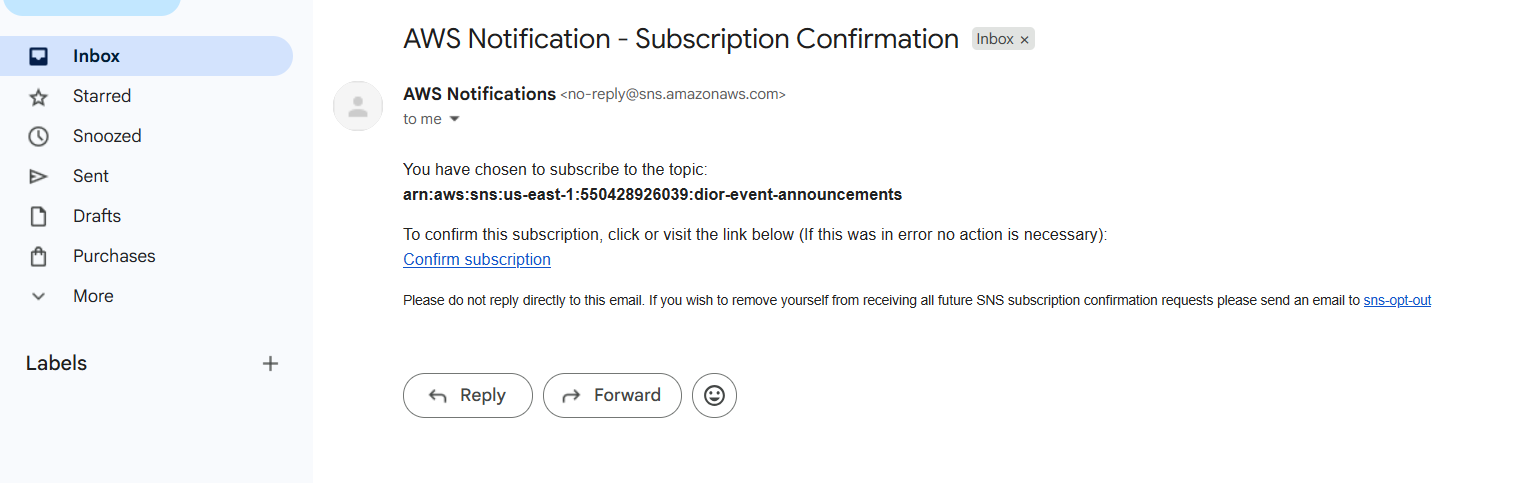 Inbox
Starred
Snoozed
Sent
Drafts
Purchases
More
Labels
AWS Notification - Subscription Confirmation Inbox ×
AWS Notifications <no-reply@sns.amazonaws.com>
to me
You have chosen to subscribe to the topic:
arn:aws:sns:us-east-1:550428926039:dior-event-announcements
To confirm this subscription, click or visit the link below (If this was in error no action is necessary):
Confirm subscription
Please do not reply directly to this email. If you wish to remove yourself from receiving all future SNS subscription confirmation requests please send an email to sns-opt-out
Reply Forward